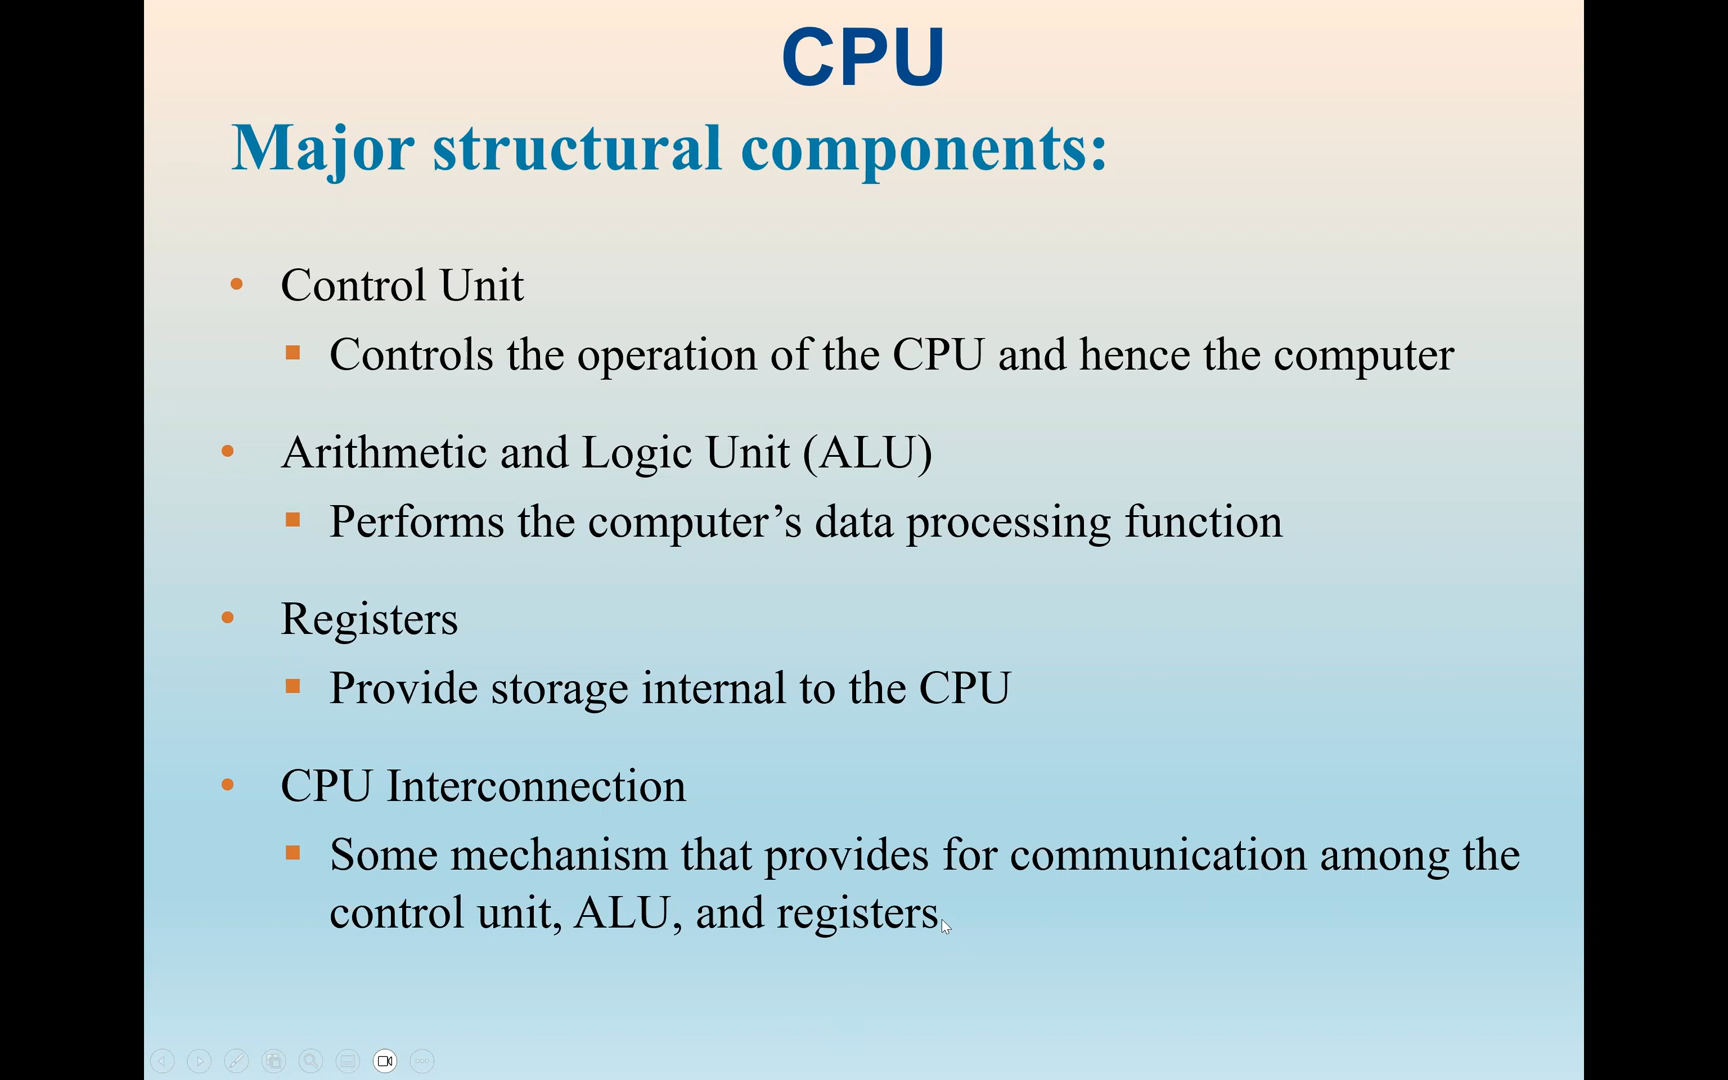 CPU
Major structural components:
• Control Unit
▪ Controls the operation of the CPU and hence the computer
• Arithmetic and Logic Unit (ALU)
▪ Performs the computer’s data processing function
• Registers
▪ Provide storage internal to the CPU
• CPU Interconnection
▪ Some mechanism that provides for communication among the
control unit, ALU, and registers